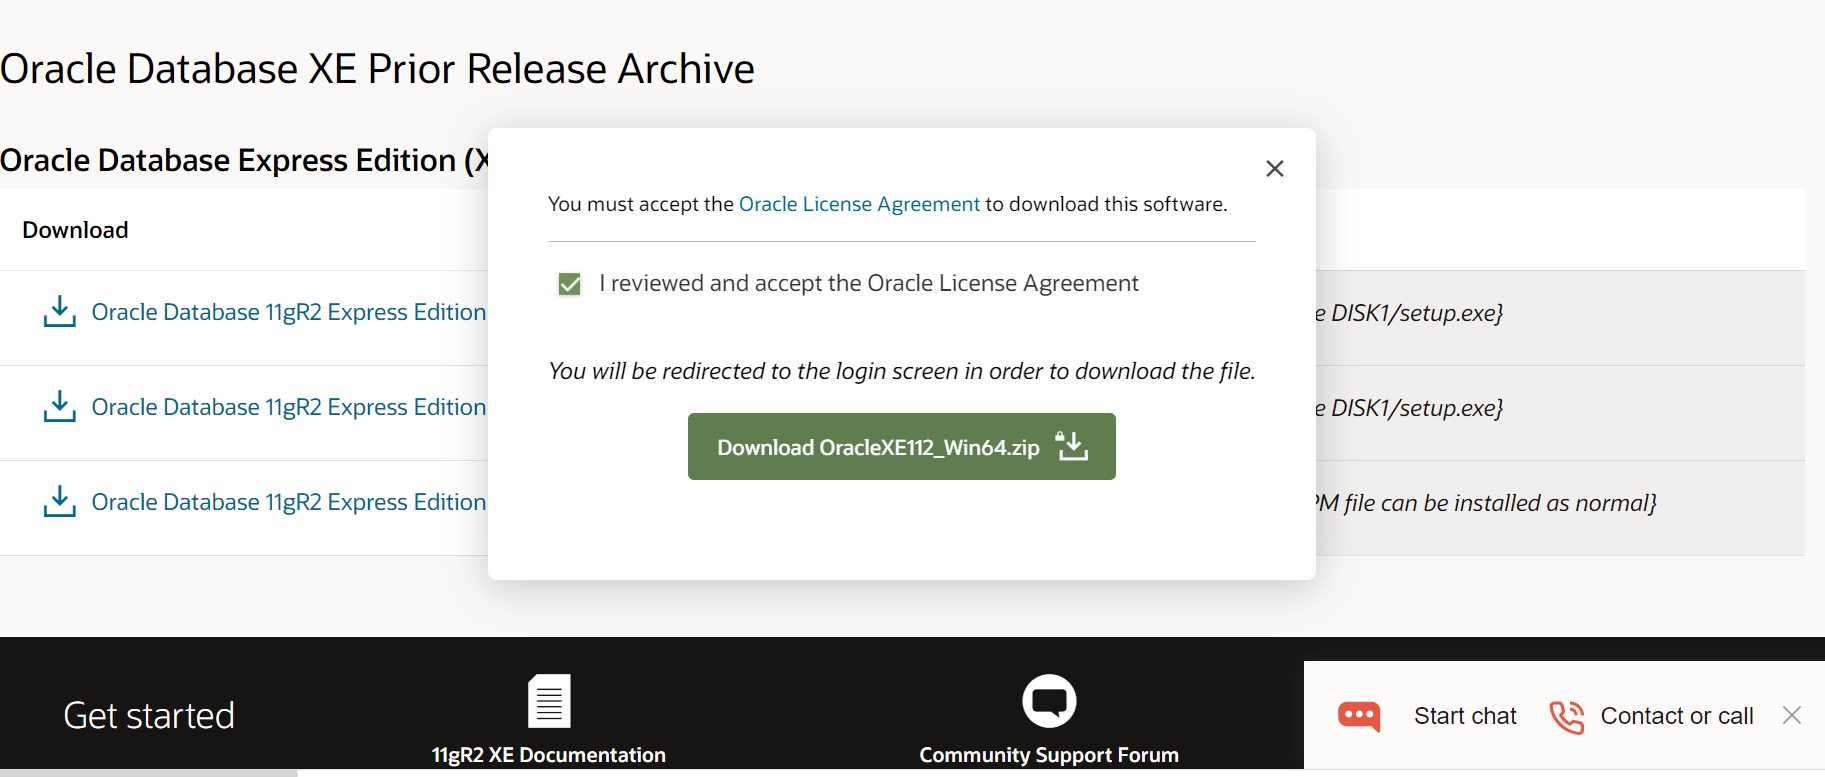 Oracle Database XE Prior Release Archive
Oracle Database Express Edition (X
Download
Oracle Database 11gR2 Express Edition
e DISK1/setup.exe}
Oracle Database 11gR2 Express Edition
e DISK1/setup.exe}
Oracle Database 11gR2 Express Edition
PM file can be installed as normal}
You must accept the Oracle License Agreement to download this software.
I reviewed and accept the Oracle License Agreement
You will be redirected to the login screen in order to download the file.
Download OracleXE112_Win64.zip
Get started
11gR2 XE Documentation
Community Support Forum
Start chat
Contact or call